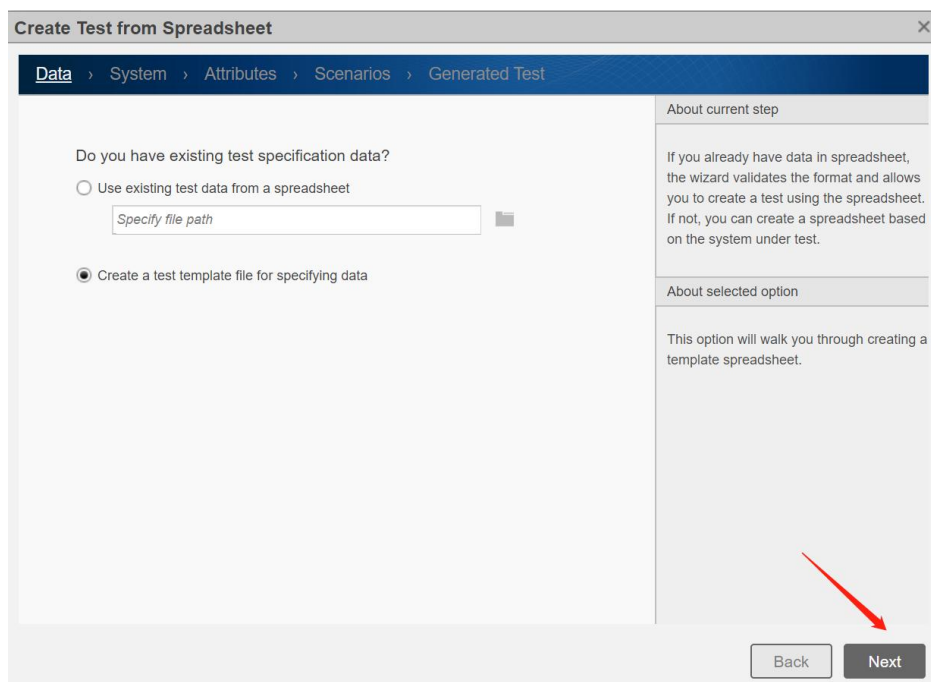 Create Test from Spreadsheet
Data › System › Attributes › Scenarios › Generated Test
Do you have existing test specification data?
Use existing test data from a spreadsheet
Specify file path
Create a test template file for specifying data
About current step
If you already have data in spreadsheet,
the wizard validates the format and allows
you to create a test using the spreadsheet.
If not, you can create a spreadsheet based
on the system under test.
About selected option
This option will walk you through creating a
template spreadsheet.
Back
Next